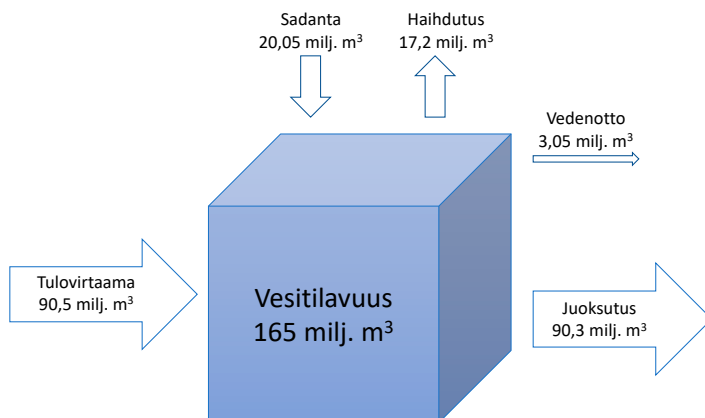 Sadanta
20,05 milj. m³
Haihdutus
17,2 milj. m³
Vedenotto
3,05 milj. m³
Tulovirtaama
90,5 milj. m³
Vesitilavuus
165 milj. m³
Juoksutus
90,3 milj. m³